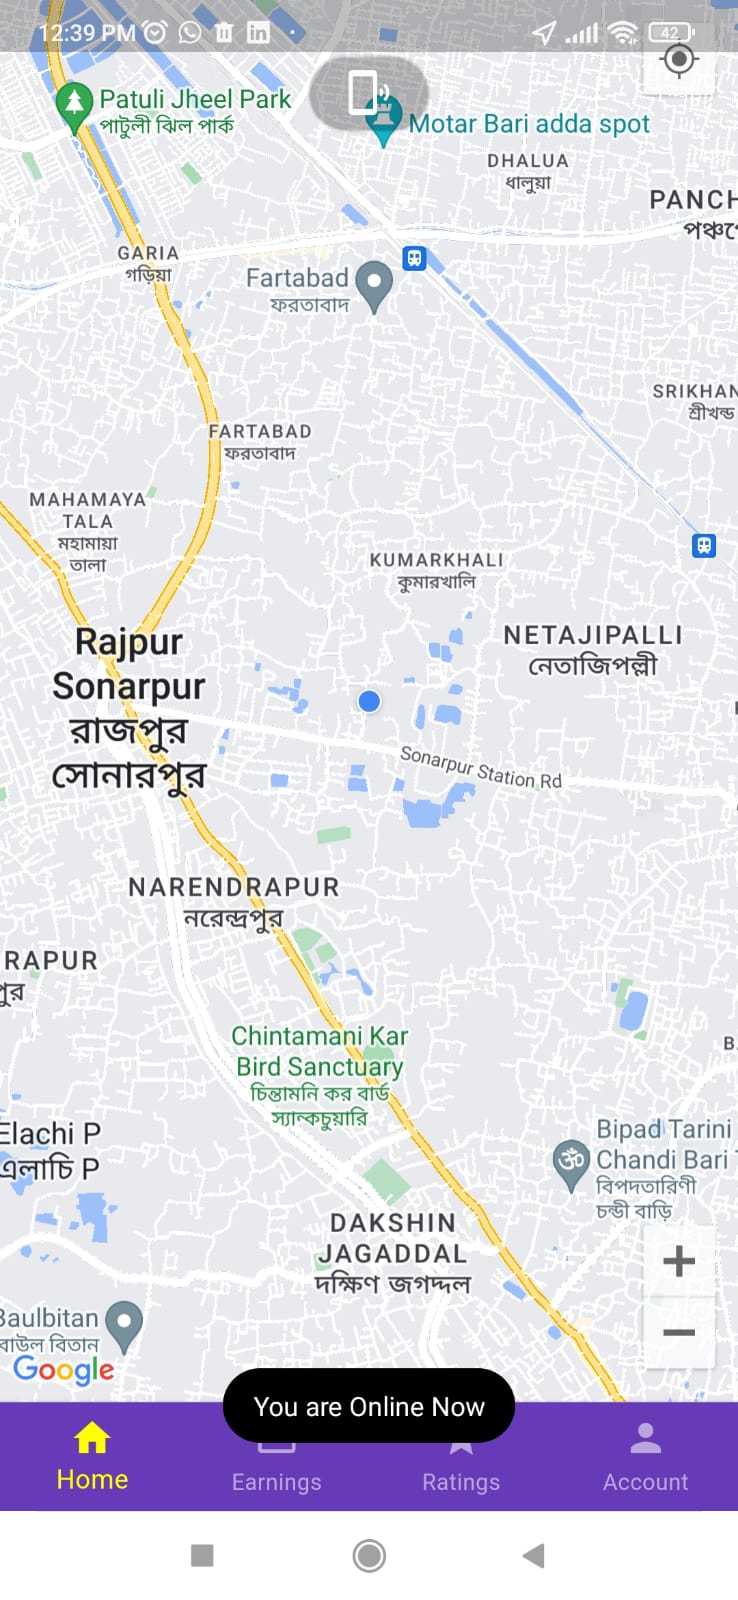 12:39 PM
42
Patuli Jheel Park
পাটুলী ঝিল পার্ক
Motar Bari adda spot
DHALUA
ধালুয়া
PANCH
GARIA
গড়িয়া
Fartabad
ফরতাবাদ
SRIKHAN
শ্রীখন্ড
FARTABAD
ফরতাবাদ
MAHAMAYA
TALA
মহামায়া
তালা
KUMARKHALI
কুমারখালি
NETAJIPALLI
নেতাজিপল্লী
Rajpur
Sonarpur
রাজপুর
সোনারপুর
Sonarpur Station Rd
NARENDRAPUR
নরেন্দ্রপুর
RAPUR
পুর
Chintamani Kar
Bird Sanctuary
চিন্তামনি কর বার্ড
স্যাঙ্কচুয়ারি
B
Elachi P
এলাচি P
Bipad Tarini
Chandi Bari
বিপদতারিণী
চন্ডী বাড়ি
DAKSHIN
JAGADDAL
দক্ষিণ জগদ্দল
Baulbitan
বাউল বিতান
Google
You are Online Now
Home
Earnings
Ratings
Account